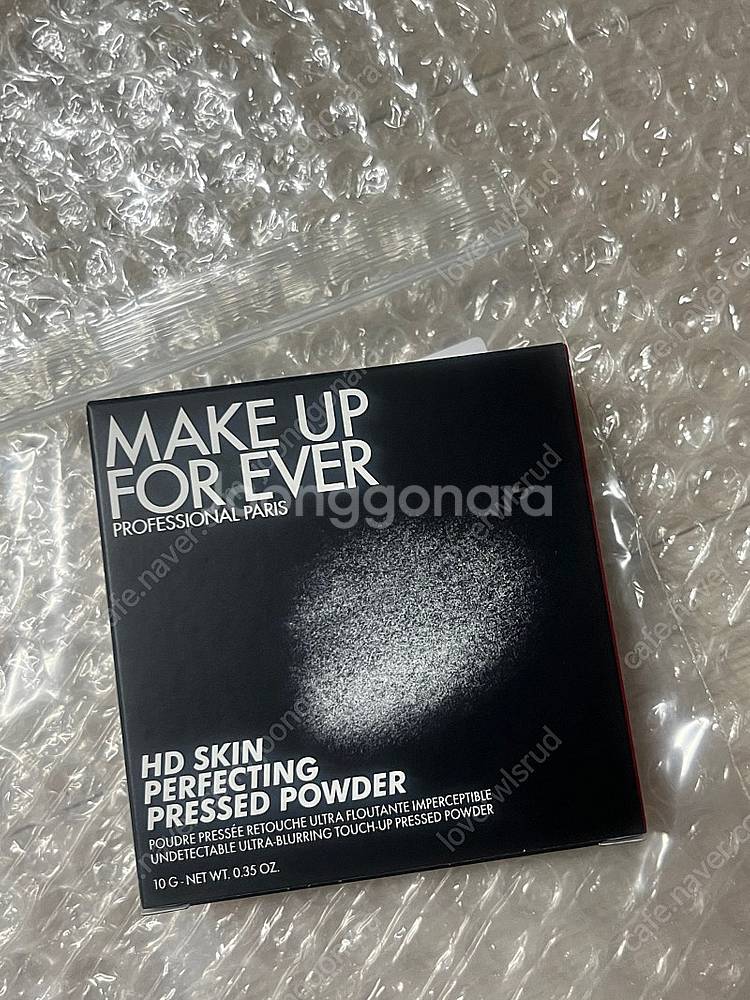 MAKE UP
FOR EVER
PROFESSIONAL PARIS
joonggonara
HD SKIN
PERFECTING
PRESSED POWDER
POUDRE PRESSÉE RETOUCHE ULTRA FLOUTANTE IMPERCEPTIBLE
UNDETECTABLE ULTRA-BLURRING TOUCH-UP PRESSED POWDER
10 G - NET WT. 0.35 OZ.